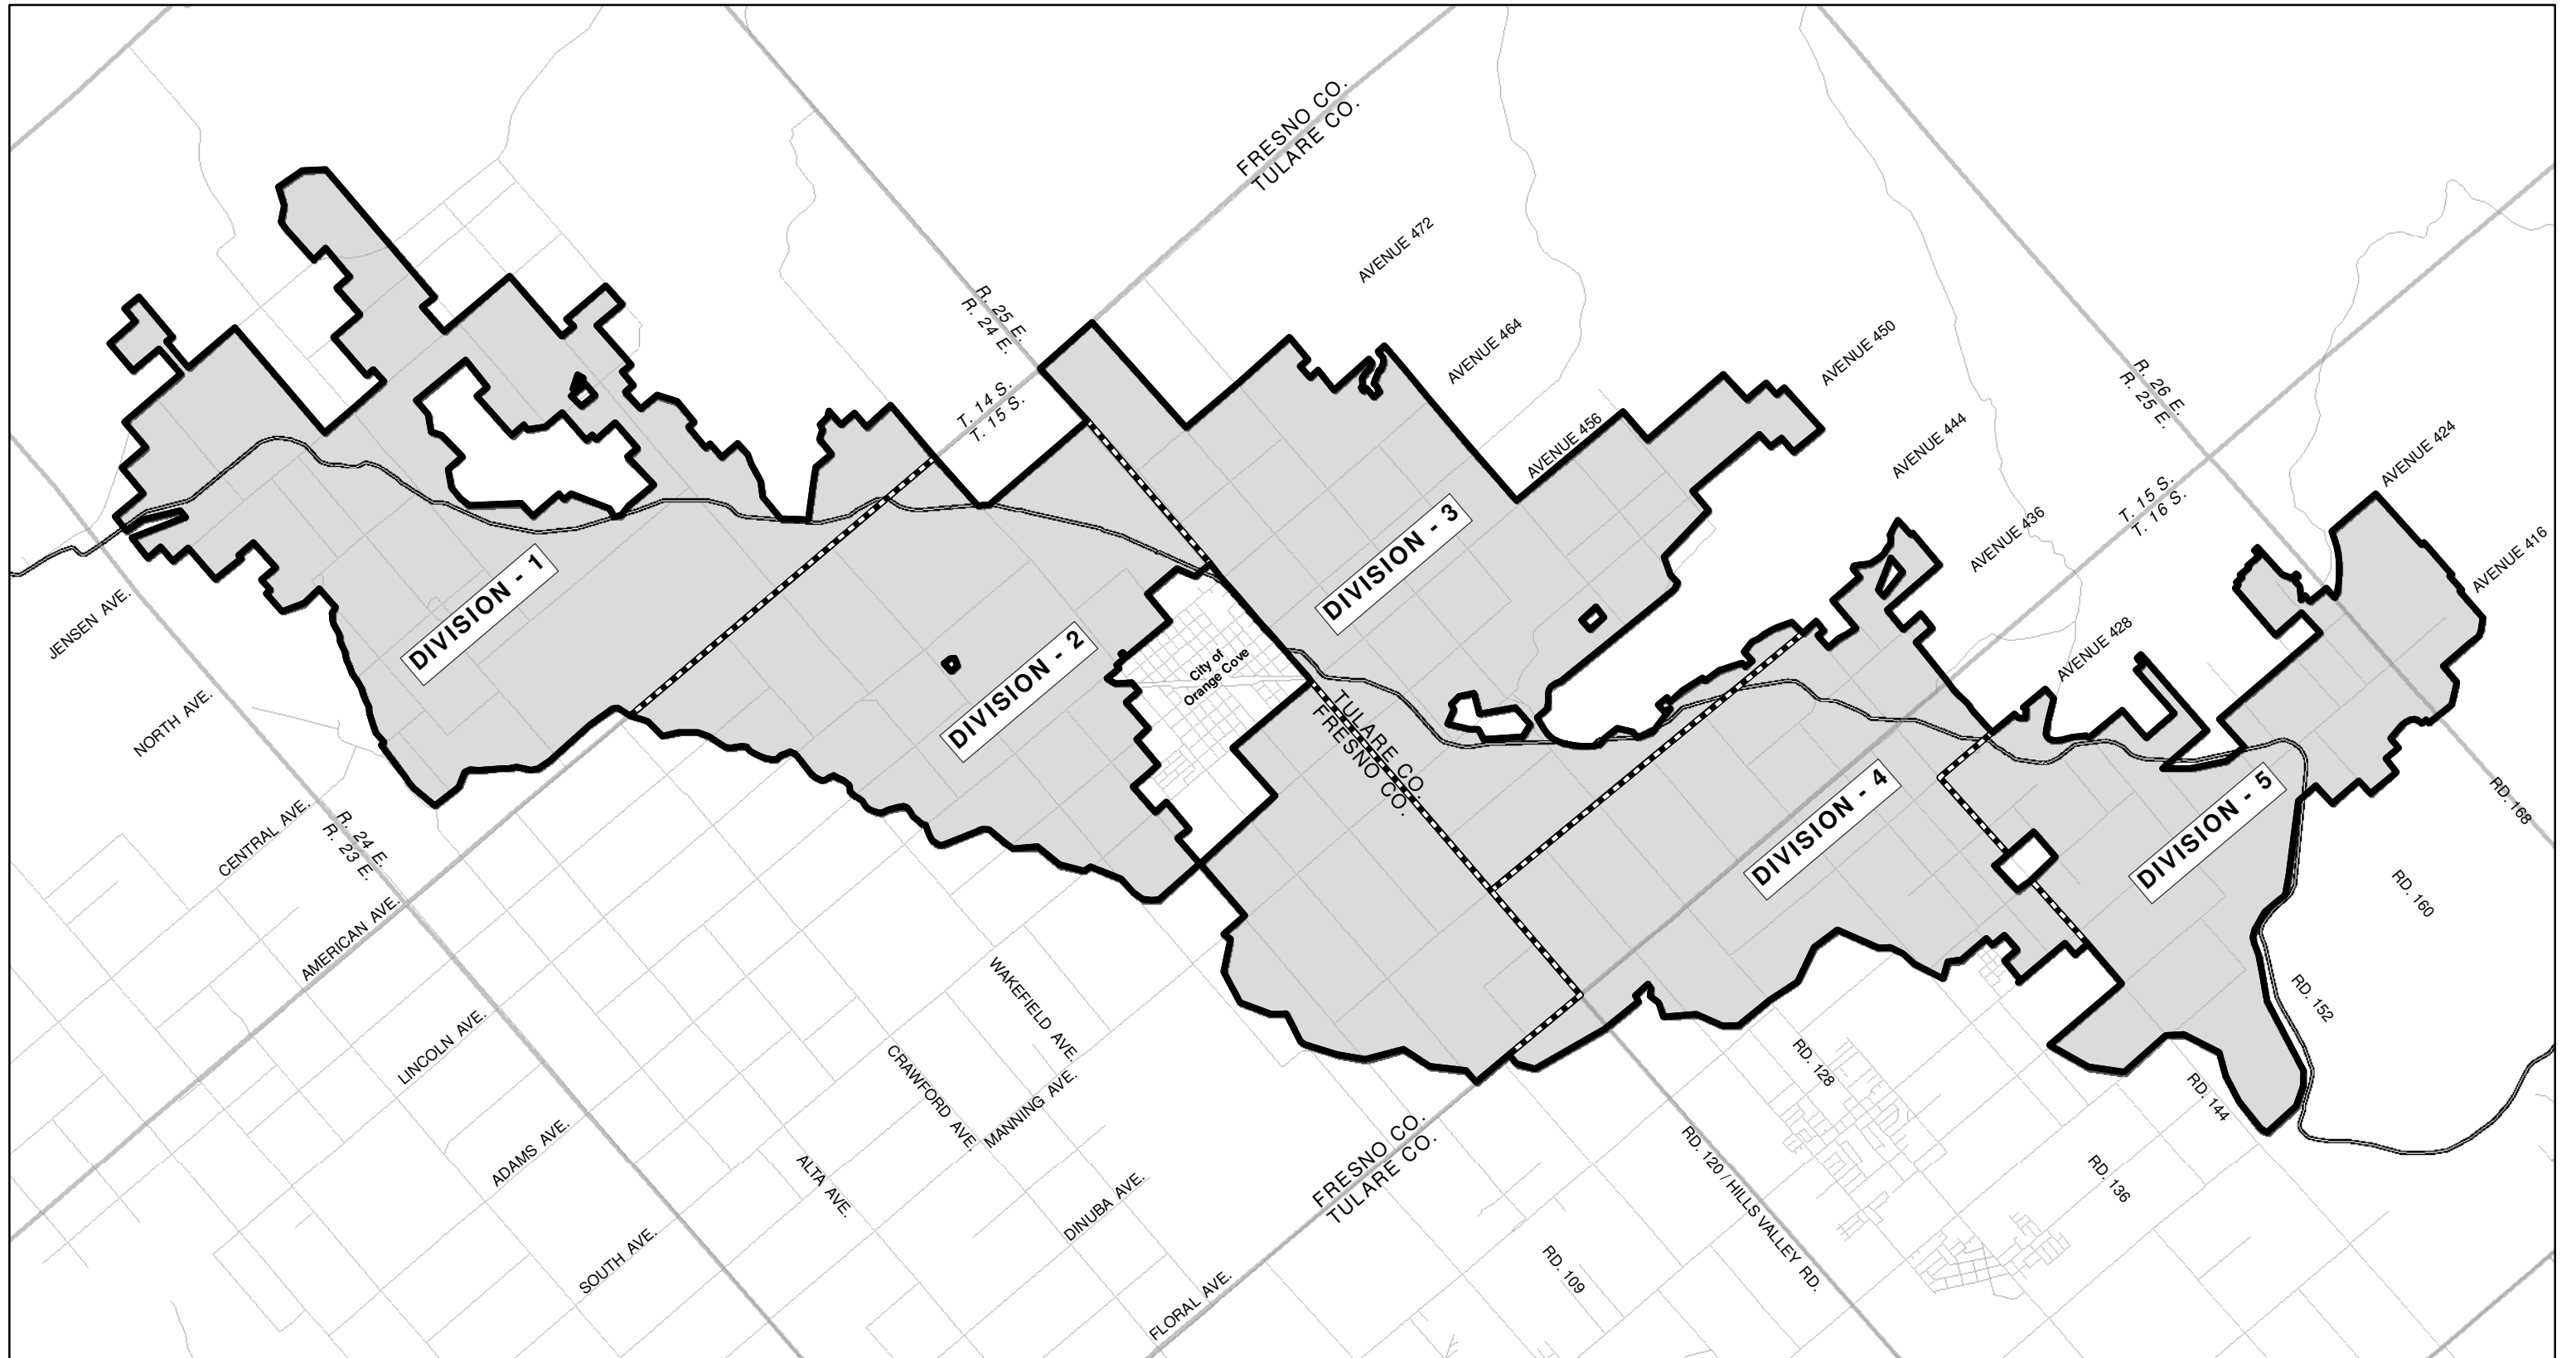 FRESNO CO.
TULARE CO.
AVENUE 472
R. 25 E.
R. 24 E.
AVENUE 464
AVENUE 450
T. 14 S.
T. 15 S.
R. 26 E.
R. 25 E.
AVENUE 456
AVENUE 444
AVENUE 424
T. 15 S.
T. 16 S.
AVENUE 436
AVENUE 416
DIVISION - 3
DIVISION - 1
JENSEN AVE.
DIVISION - 2
City of
Orange Cove
AVENUE 428
NORTH AVE.
TULARE CO.
FRESNO CO.
DIVISION - 4
DIVISION - 5
RD. 168
CENTRAL AVE.
R. 24 E.
R. 23 E.
RD. 160
AMERICAN AVE.
WAKEFIELD AVE.
RD. 152
LINCOLN AVE.
CRAWFORD AVE.
MANNING AVE.
RD. 128
RD. 144
ADAMS AVE.
ALTA AVE.
FRESNO CO.
TULARE CO.
RD. 120 / HILLS VALLEY RD.
RD. 136
DINUBA AVE.
SOUTH AVE.
RD. 109
FLORAL AVE.